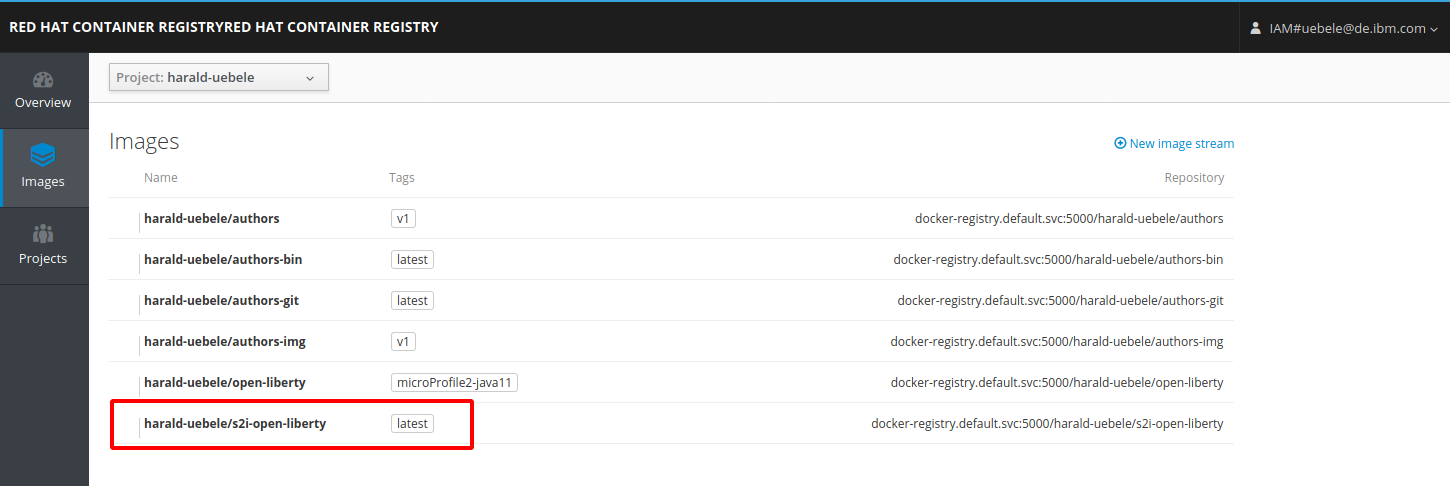 RED HAT CONTAINER REGISTRYRED HAT CONTAINER REGISTRY
IAM#uebele@de.ibm.com
Project: harald-uebele
Overview
Images
Projects
Images
New image stream
Name Tags Repository
harald-uebele/authors v1 docker-registry.default.svc:5000/harald-uebele/authors
harald-uebele/authors-bin latest docker-registry.default.svc:5000/harald-uebele/authors-bin
harald-uebele/authors-git latest docker-registry.default.svc:5000/harald-uebele/authors-git
harald-uebele/authors-img v1 docker-registry.default.svc:5000/harald-uebele/authors-img
harald-uebele/open-liberty microProfile2-java11 docker-registry.default.svc:5000/harald-uebele/open-liberty
harald-uebele/s2i-open-liberty latest docker-registry.default.svc:5000/harald-uebele/s2i-open-liberty